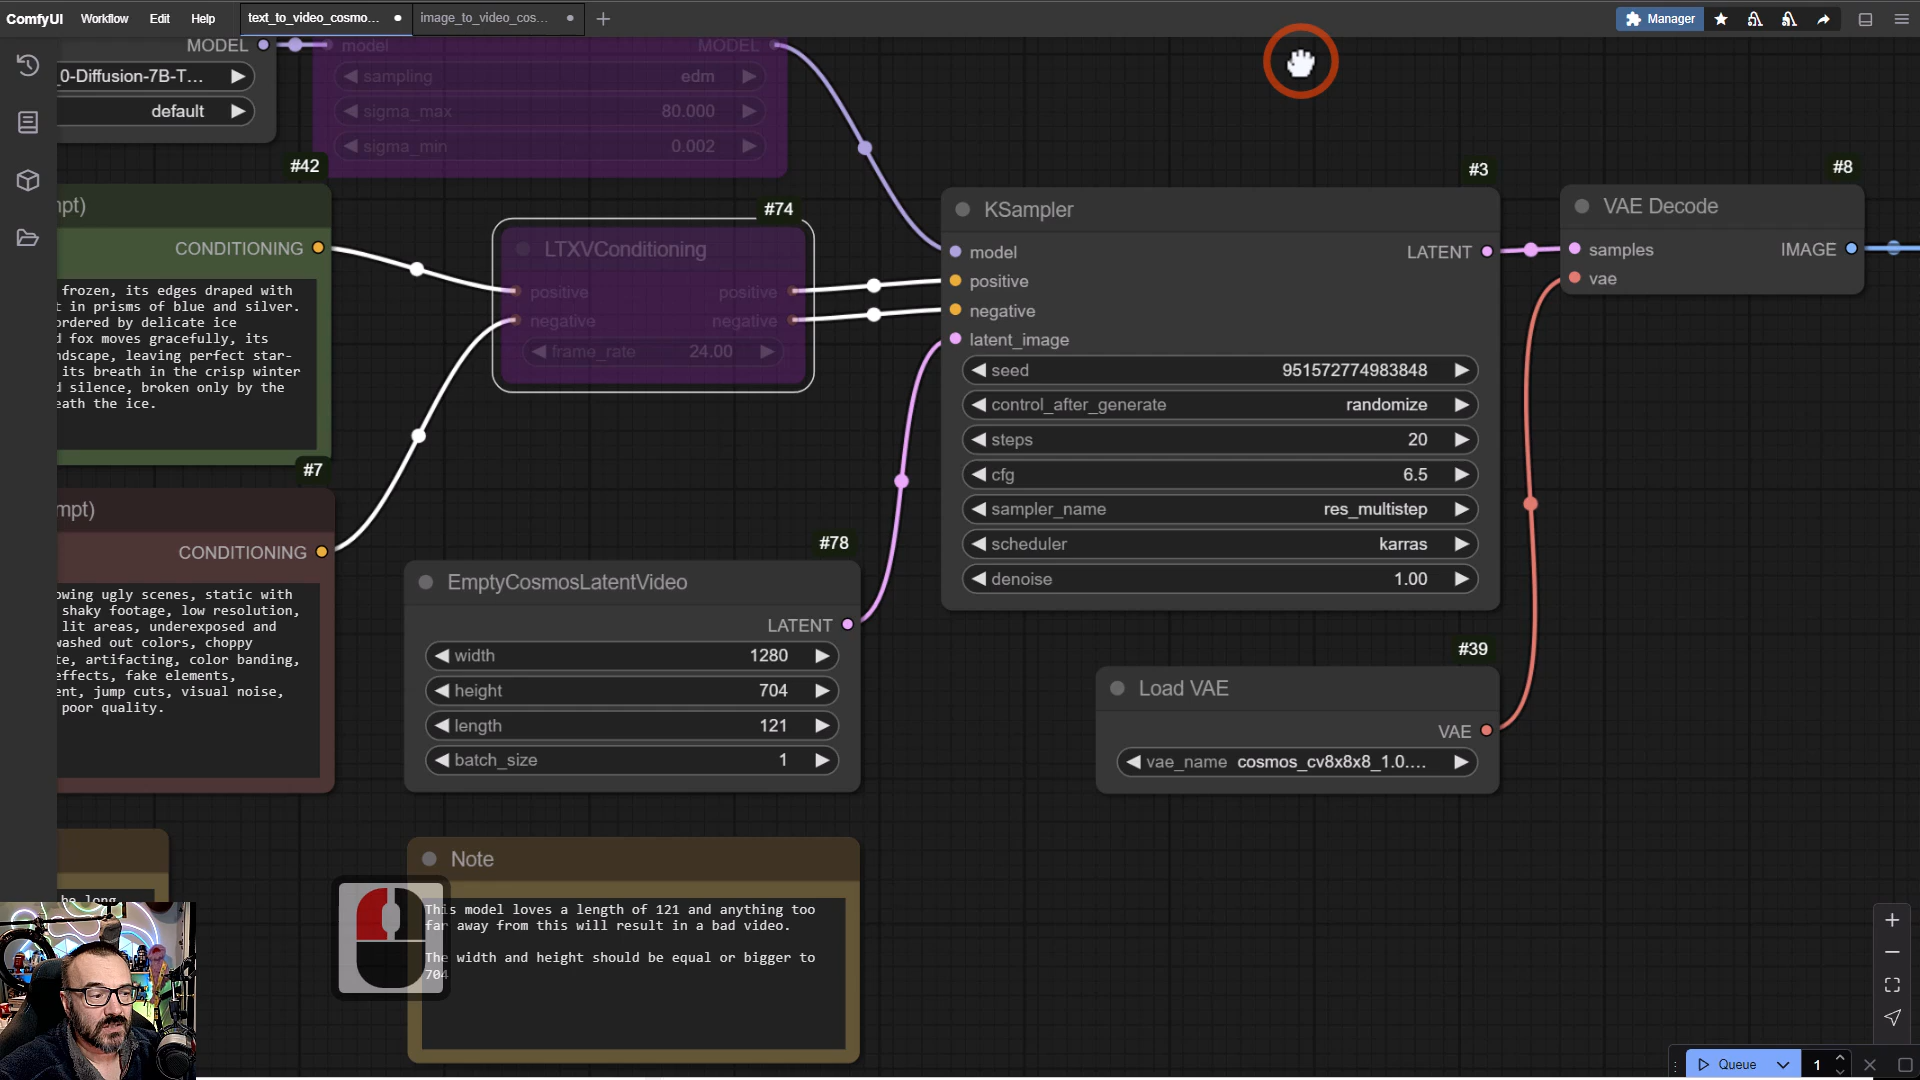 ComfyUI Workflow Edit Help text_to_video_cosmo... image_to_video_cos... Manager
MODEL
_0-Diffusion-7B-T...
default
model MODEL
sampling edm
sigma_max 80.000
sigma_min 0.002
#42
mpt)
CONDITIONING
frozen, its edges draped with
t in prisms of blue and silver.
ordered by delicate ice
d fox moves gracefully, its
ndscape, leaving perfect star-
its breath in the crisp winter
d silence, broken only by the
eath the ice.
#7
mpt)
CONDITIONING
owing ugly scenes, static with
shaky footage, low resolution,
lit areas, underexposed and
washed out colors, choppy
te, artifacting, color banding,
effects, fake elements,
ent, jump cuts, visual noise,
poor quality.
be long
#74
LTXVConditioning
positive positive
negative negative
frame_rate 24.00
#78
EmptyCosmosLatentVideo
LATENT
width 1280
height 704
length 121
batch_size 1
Note
This model loves a length of 121 and anything too
far away from this will result in a bad video.
The width and height should be equal or bigger to
704
#3
KSampler
model LATENT
positive
negative
latent_image
seed 951572774983848
control_after_generate randomize
steps 20
cfg 6.5
sampler_name res_multistep
scheduler karras
denoise 1.00
#39
Load VAE
VAE
vae_name cosmos_cv8x8x8_1.0....
#8
VAE Decode
samples IMAGE
vae
Queue 1